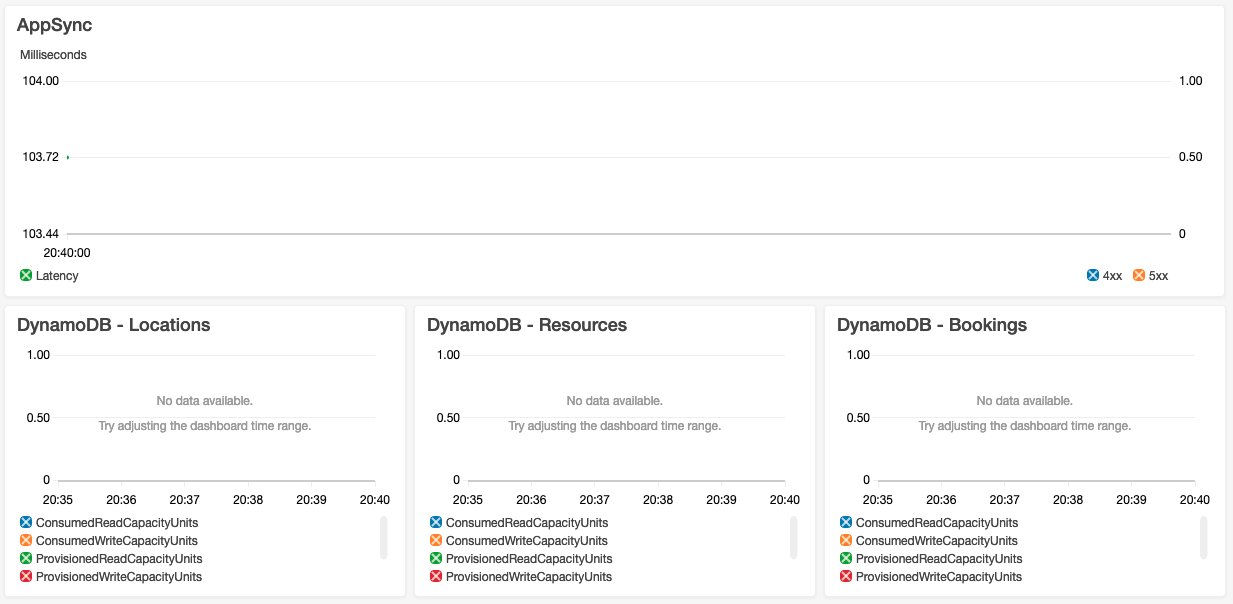 AppSync
Milliseconds
104.00 1.00
103.72 0.50
103.44 0
20:40:00
Latency 4xx 5xx
DynamoDB - Locations
1.00
No data available.
0.50
Try adjusting the dashboard time range.
0
20:35 20:36 20:37 20:38 20:39 20:40
ConsumedReadCapacityUnits
ConsumedWriteCapacityUnits
ProvisionedReadCapacityUnits
ProvisionedWriteCapacityUnits
DynamoDB - Resources
1.00
No data available.
0.50
Try adjusting the dashboard time range.
0
20:35 20:36 20:37 20:38 20:39 20:40
ConsumedReadCapacityUnits
ConsumedWriteCapacityUnits
ProvisionedReadCapacityUnits
ProvisionedWriteCapacityUnits
DynamoDB - Bookings
1.00
No data available.
0.50
Try adjusting the dashboard time range.
0
20:35 20:36 20:37 20:38 20:39 20:40
ConsumedReadCapacityUnits
ConsumedWriteCapacityUnits
ProvisionedReadCapacityUnits
ProvisionedWriteCapacityUnits